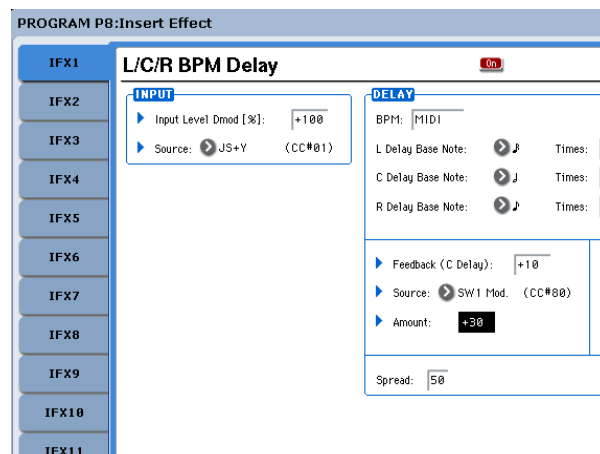 PROGRAM P8:Insert Effect
IFX1
IFX2
IFX3
IFX4
IFX5
IFX6
IFX7
IFX8
IFX9
IFX10
IFX11
L/C/R BPM Delay
On
INPUT
Input Level Dmod [%]: +100
Source: JS+Y (CC#01)
DELAY
BPM: MIDI
L Delay Base Note: Times:
C Delay Base Note: Times:
R Delay Base Note: Times:
Feedback (C Delay): +10
Source: SW1 Mod. (CC#80)
Amount: +30
Spread: 50